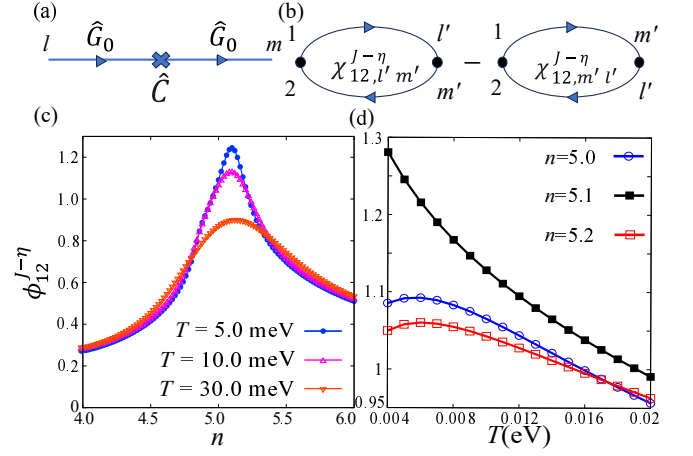 (a)
l Ĝ₀ Ĝ₀ m
Ĉ
(b)
1 l′ 1 m′
χ^{J−η}_{12,l′ m′} − χ^{J−η}_{12,m′ l′}
2 m′ 2 l′
(c)
ϕ^{J−η}_{12}
1.2
1.0
0.8
0.6
0.4
0.2
0
T = 5.0 meV
T = 10.0 meV
T = 30.0 meV
4.0 4.5 5.0 5.5 6.0
n
(d)
1.3
1.2
1.1
1
0.95
n=5.0
n=5.1
n=5.2
0.004 0.008 0.012 0.016 0.02
T(eV)